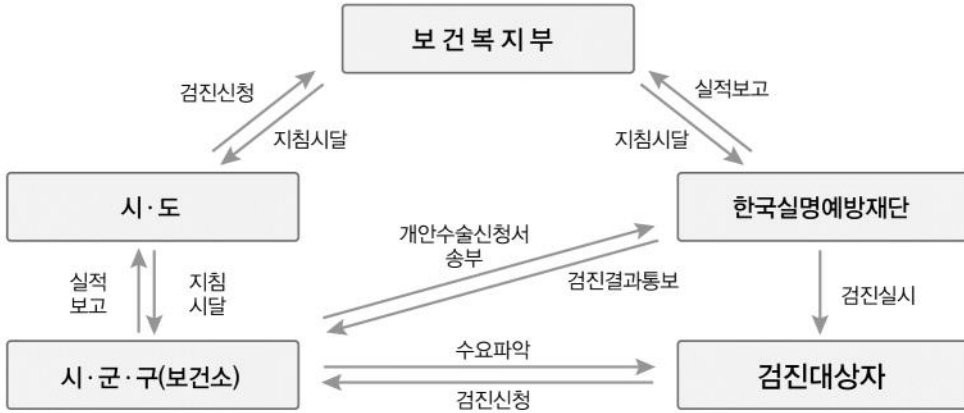 보건복지부
검진신청
실적보고
지침시달
지침시달
시·도
한국실명예방재단
개안수술신청서
송부
실적
보고
지침
시달
검진결과통보
검진실시
수요파악
시·군·구(보건소)
검진대상자
검진신청